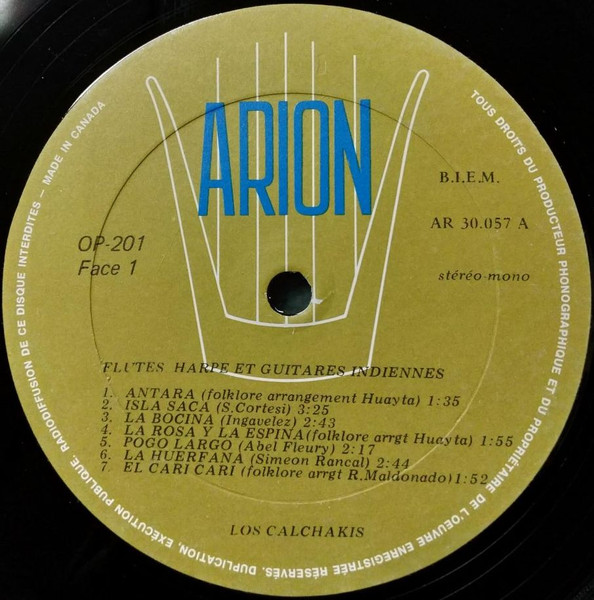 ARION
B.I.E.M.
AR 30.057 A
OP-201
Face 1
stéréo-mono
FLUTES HARPE ET GUITARES INDIENNES
1. ANTARA (folklore arrangement Huayta) 1:35
2. ISLA SACA (S.Cortesi) 3:25
3. LA BOCINA (Ingavelez) 2:43
4. LA ROSA Y LA ESPINA(folklore arrgt Huayta) 1:55
5. POGO LARGO (Abel Fleury) 2:17
6. LA HUERFANA (Simeon Rancal) 2:44
7. EL CARI CARI (folklore arrgt R.Maldonado)1:52
LOS CALCHAKIS
TOUS DROITS DU PRODUCTEUR PHONOGRAPHIQUE ET DU PROPRIÉTAIRE DE L'OEUVRE ENREGISTRÉE RÉSERVÉS. DUPLICATION, EXÉCUTION PUBLIQUE, RADIODIFFUSION DE CE DISQUE INTERDITES — MADE IN CANADA